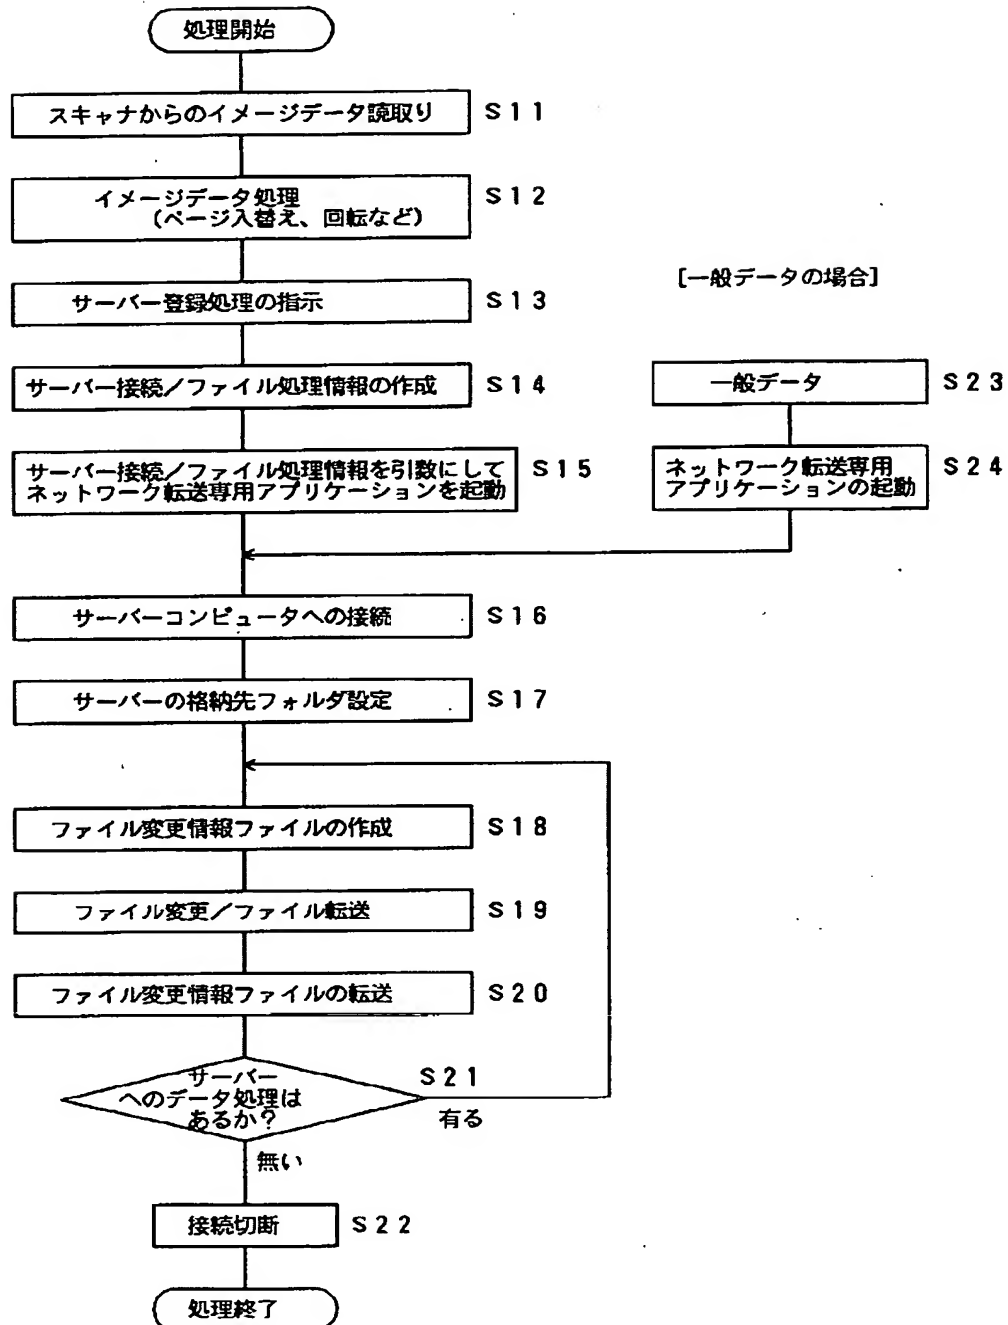 処理開始
スキャナからのイメージデータ読取り S11
イメージデータ処理
(ページ入替え、回転など)
S12
サーバー登録処理の指示 S13
サーバー接続/ファイル処理情報の作成 S14
サーバー接続/ファイル処理情報を引数にして
ネットワーク転送専用アプリケーションを起動
S15
[一般データの場合]
一般データ S23
ネットワーク転送専用
アプリケーションの起動
S24
サーバーコンピュータへの接続 S16
サーバーの格納先フォルダ設定 S17
ファイル変更情報ファイルの作成 S18
ファイル変更/ファイル転送 S19
ファイル変更情報ファイルの転送 S20
サーバー
へのデータ処理は
あるか?
S21
有る
無い
接続切断 S22
処理終了